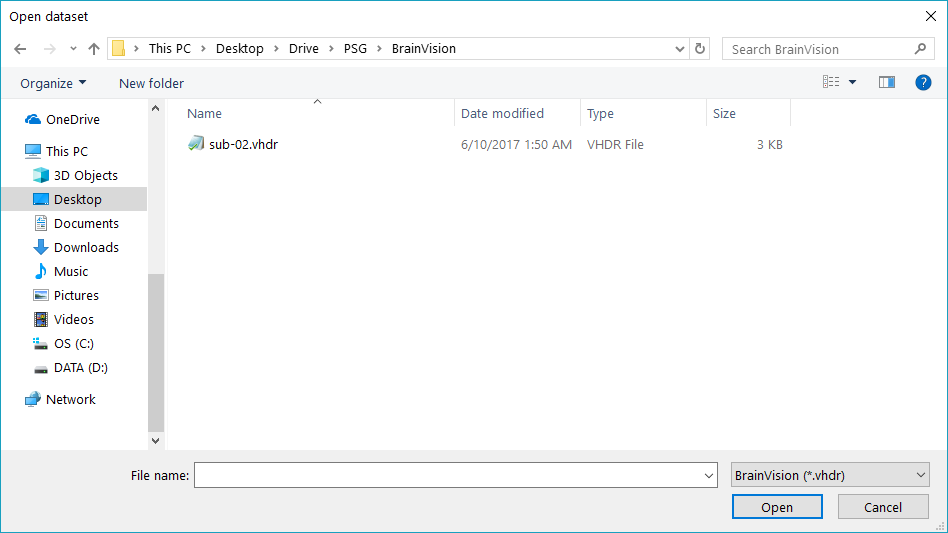 Open dataset
This PC Desktop Drive PSG BrainVision
Search BrainVision
Organize New folder
?
Name Date modified Type Size
sub-02.vhdr 6/10/2017 1:50 AM VHDR File 3 KB
OneDrive
This PC
3D Objects
Desktop
Documents
Downloads
Music
Pictures
Videos
OS (C:)
DATA (D:)
Network
File name:
BrainVision (*.vhdr)
Open Cancel